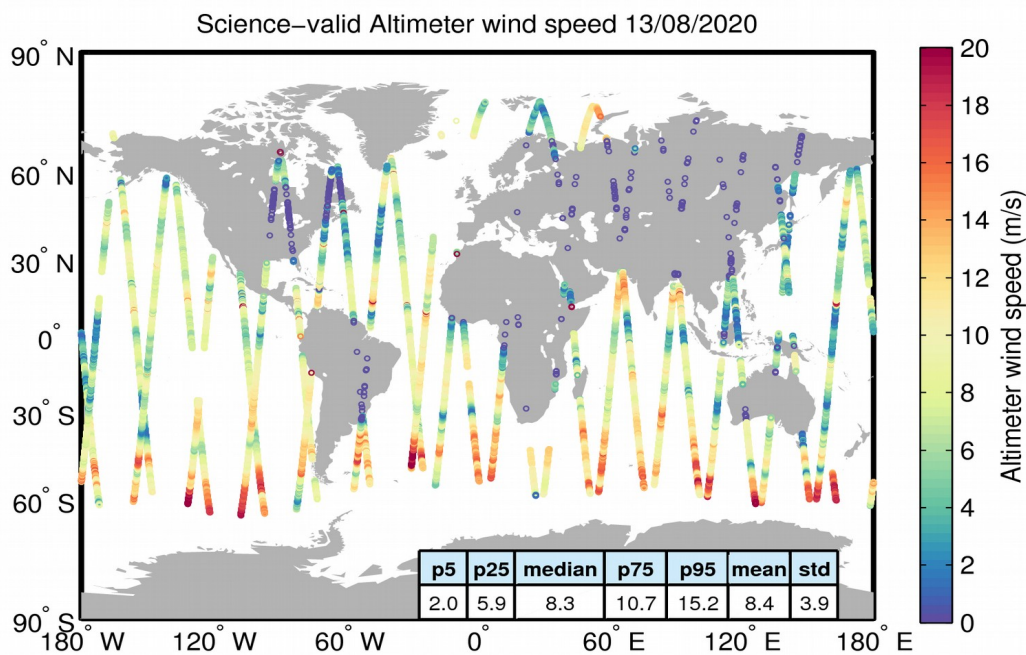 Science-valid Altimeter wind speed 13/08/2020
90° N
60° N
30° N
0°
30° S
60° S
90° S
180° W
120° W
60° W
0°
60° E
120° E
180° E
p5 p25 median p75 p95 mean std
2.0 5.9 8.3 10.7 15.2 8.4 3.9
20
18
16
14
12
10
8
6
4
2
0
Altimeter wind speed (m/s)